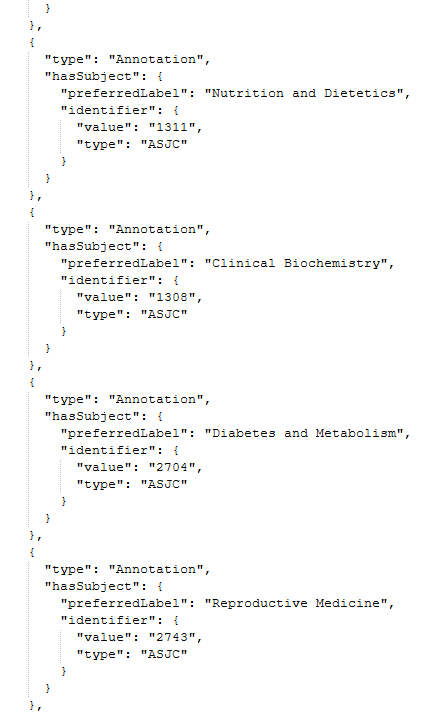 }
  },
  {
    "type": "Annotation",
    "hasSubject": {
      "preferredLabel": "Nutrition and Dietetics",
      "identifier": {
        "value": "1311",
        "type": "ASJC"
      }
    }
  },
  {
    "type": "Annotation",
    "hasSubject": {
      "preferredLabel": "Clinical Biochemistry",
      "identifier": {
        "value": "1308",
        "type": "ASJC"
      }
    }
  },
  {
    "type": "Annotation",
    "hasSubject": {
      "preferredLabel": "Diabetes and Metabolism",
      "identifier": {
        "value": "2704",
        "type": "ASJC"
      }
    }
  },
  {
    "type": "Annotation",
    "hasSubject": {
      "preferredLabel": "Reproductive Medicine",
      "identifier": {
        "value": "2743",
        "type": "ASJC"
      }
    }
  },